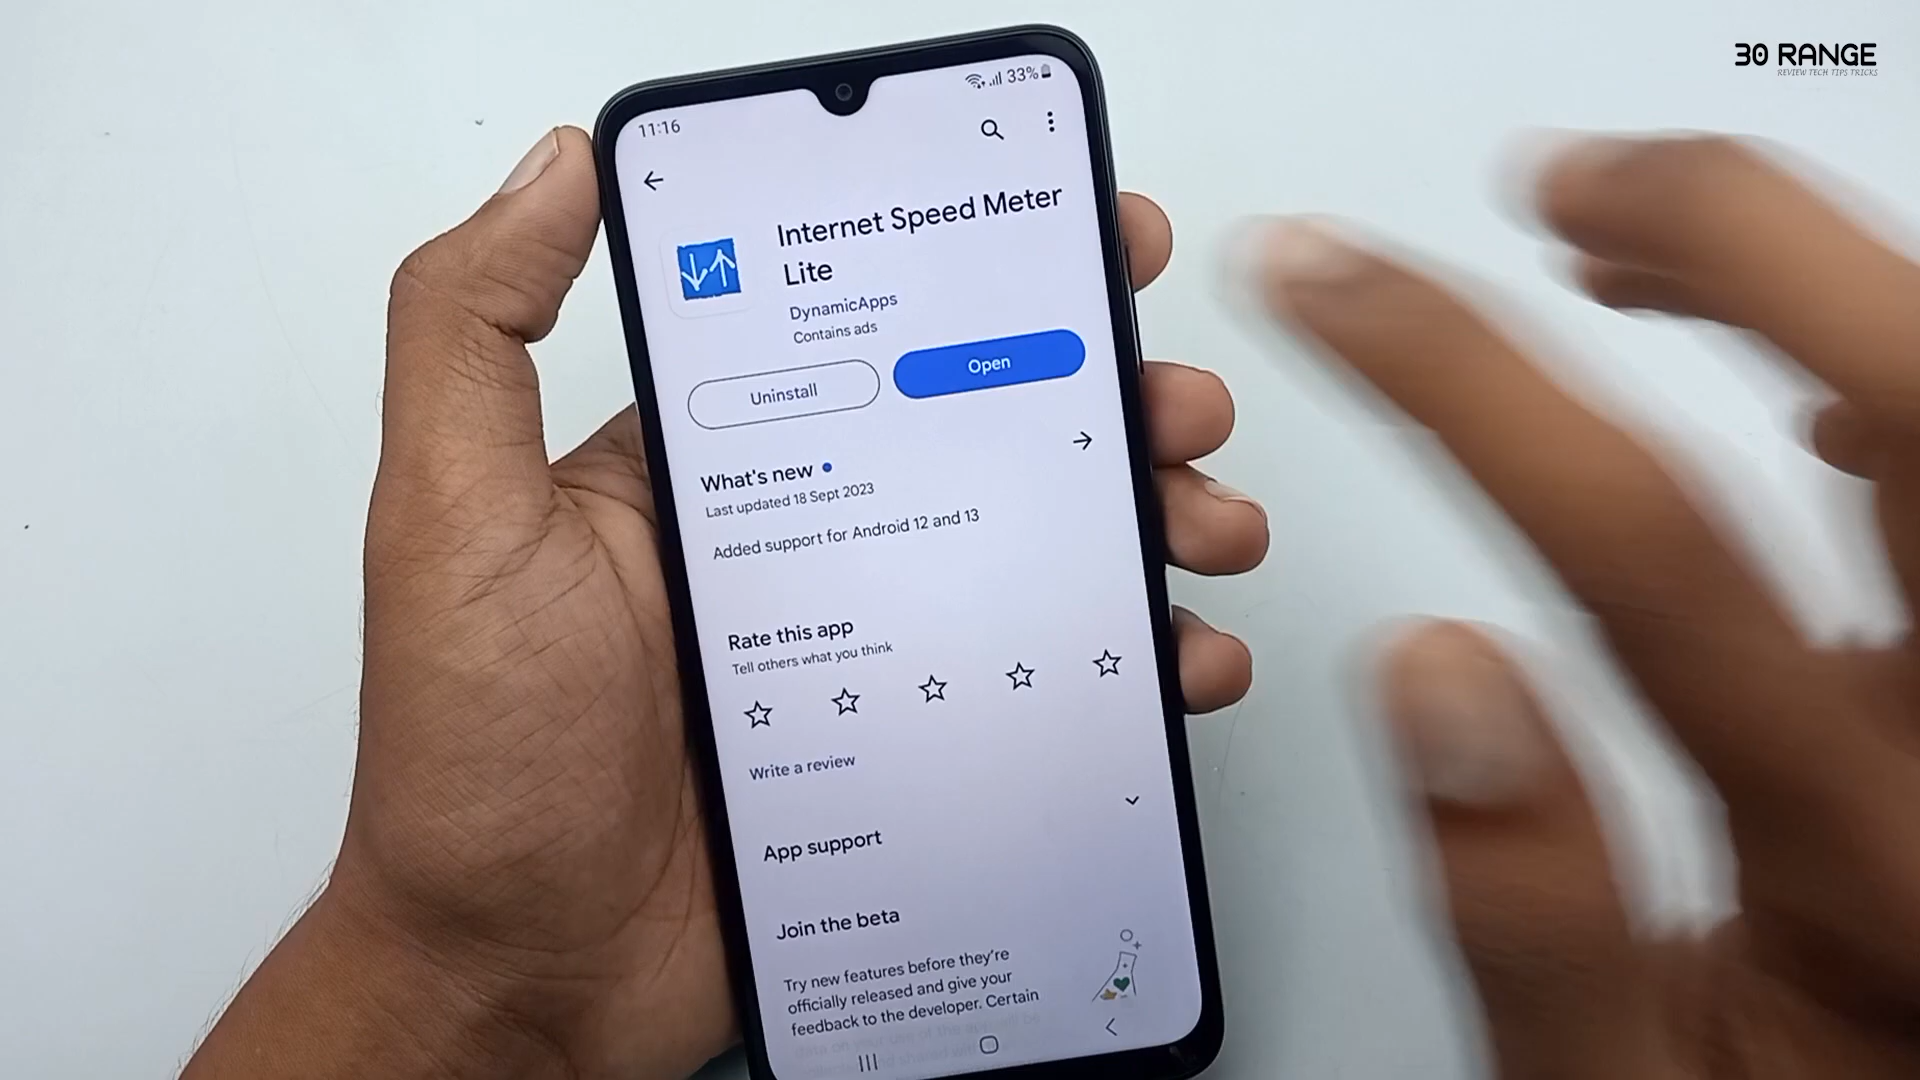 30 RANGE
REVIEW TECH TIPS TRICKS
33%
11:16
Internet Speed Meter
Lite
DynamicApps
Contains ads
Uninstall
Open
What's new
Last updated 18 Sept 2023
Added support for Android 12 and 13
Rate this app
Tell others what you think
Write a review
App support
Join the beta
Try new features before they're
officially released and give your
feedback to the developer. Certain